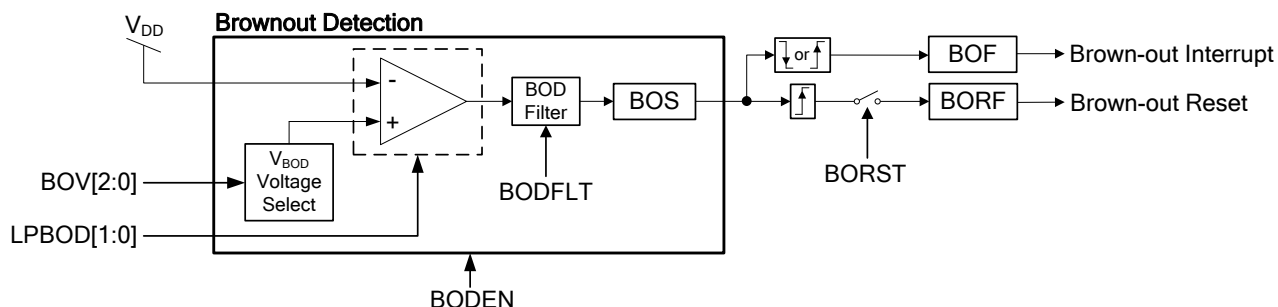 Brownout Detection
VDD
or
BOF
Brown-out Interrupt
-
+
BOD
Filter
BOS
BORF
Brown-out Reset
VBOD
Voltage
Select
BOV[2:0]
BODFLT
BORST
LPBOD[1:0]
BODEN